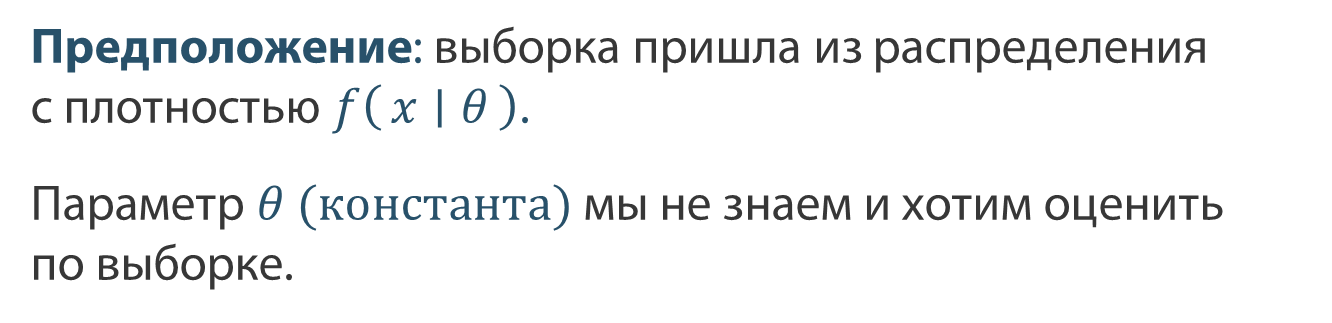 Предположение: выборка пришла из распределения
с плотностью f ( x | θ ).
Параметр θ (константа) мы не знаем и хотим оценить
по выборке.